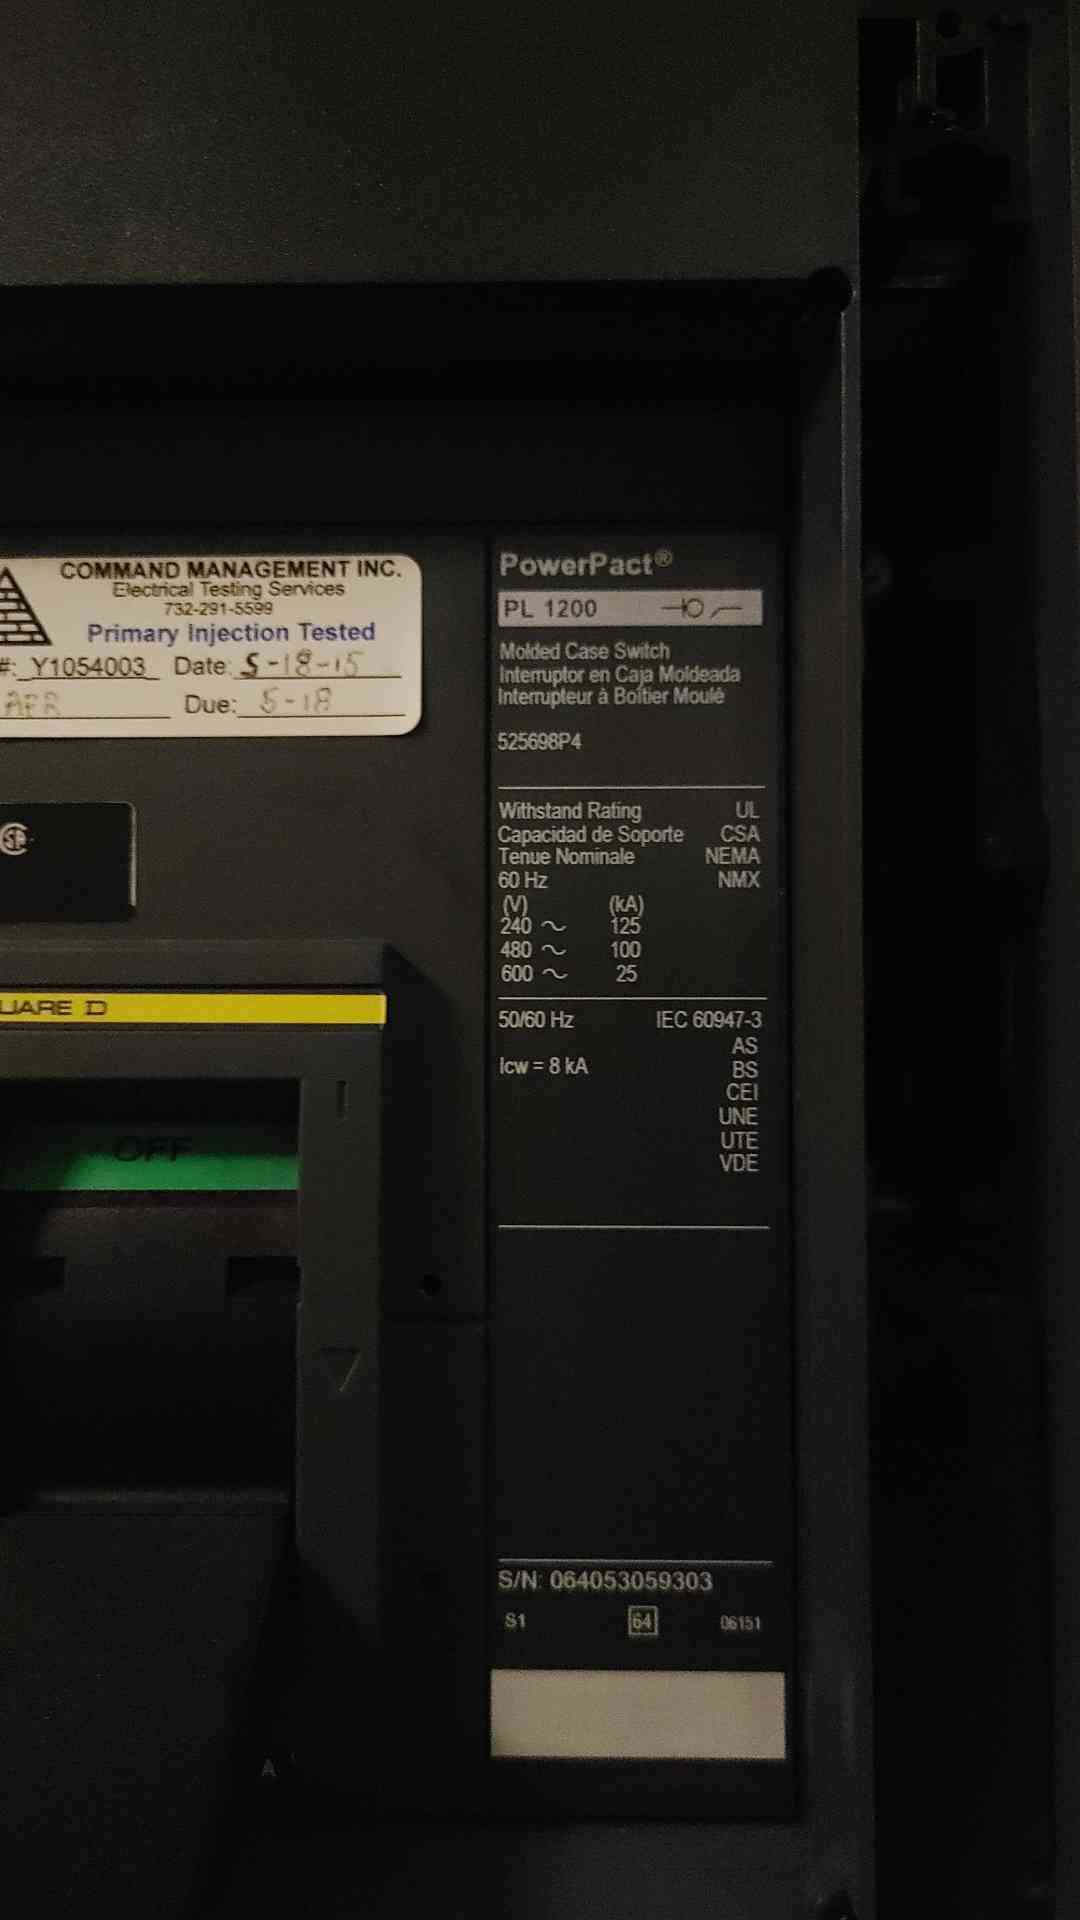 COMMAND MANAGEMENT INC.
Electrical Testing Services
732-291-5599
Primary Injection Tested
#: Y1054003 Date: 5-18-15
Due: 5-18
SA
UARE D
OFF
A
PowerPact®
PL 1200
Molded Case Switch
Interruptor en Caja Moldeada
Interrupteur à Boîtier Moulé
525698P4
Withstand Rating UL
Capacidad de Soporte CSA
Tenue Nominale NEMA
60 Hz NMX
(V) (kA)
240 ~ 125
480 ~ 100
600 ~ 25
50/60 Hz IEC 60947-3
AS
Icw = 8 kA BS
CEI
UNE
UTE
VDE
S/N: 064053059303
S1 64 06151